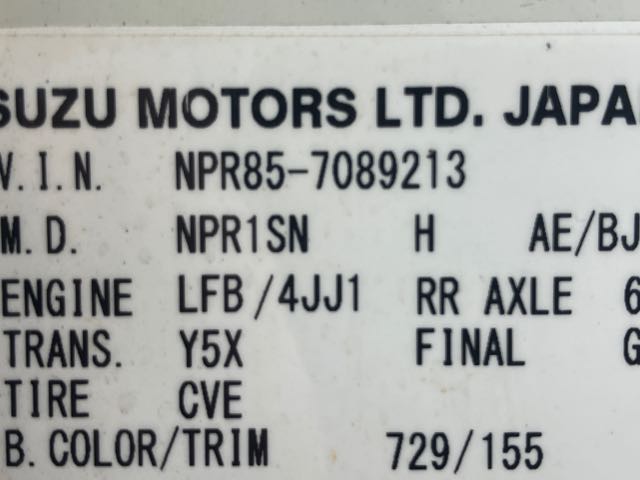 SUZU MOTORS LTD. JAPA
V.I.N. NPR85-7089213
M.D. NPR1SN H AE/BJ
ENGINE LFB/4JJ1 RR AXLE 6
TRANS. Y5X FINAL G
TIRE CVE
B.COLOR/TRIM 729/155